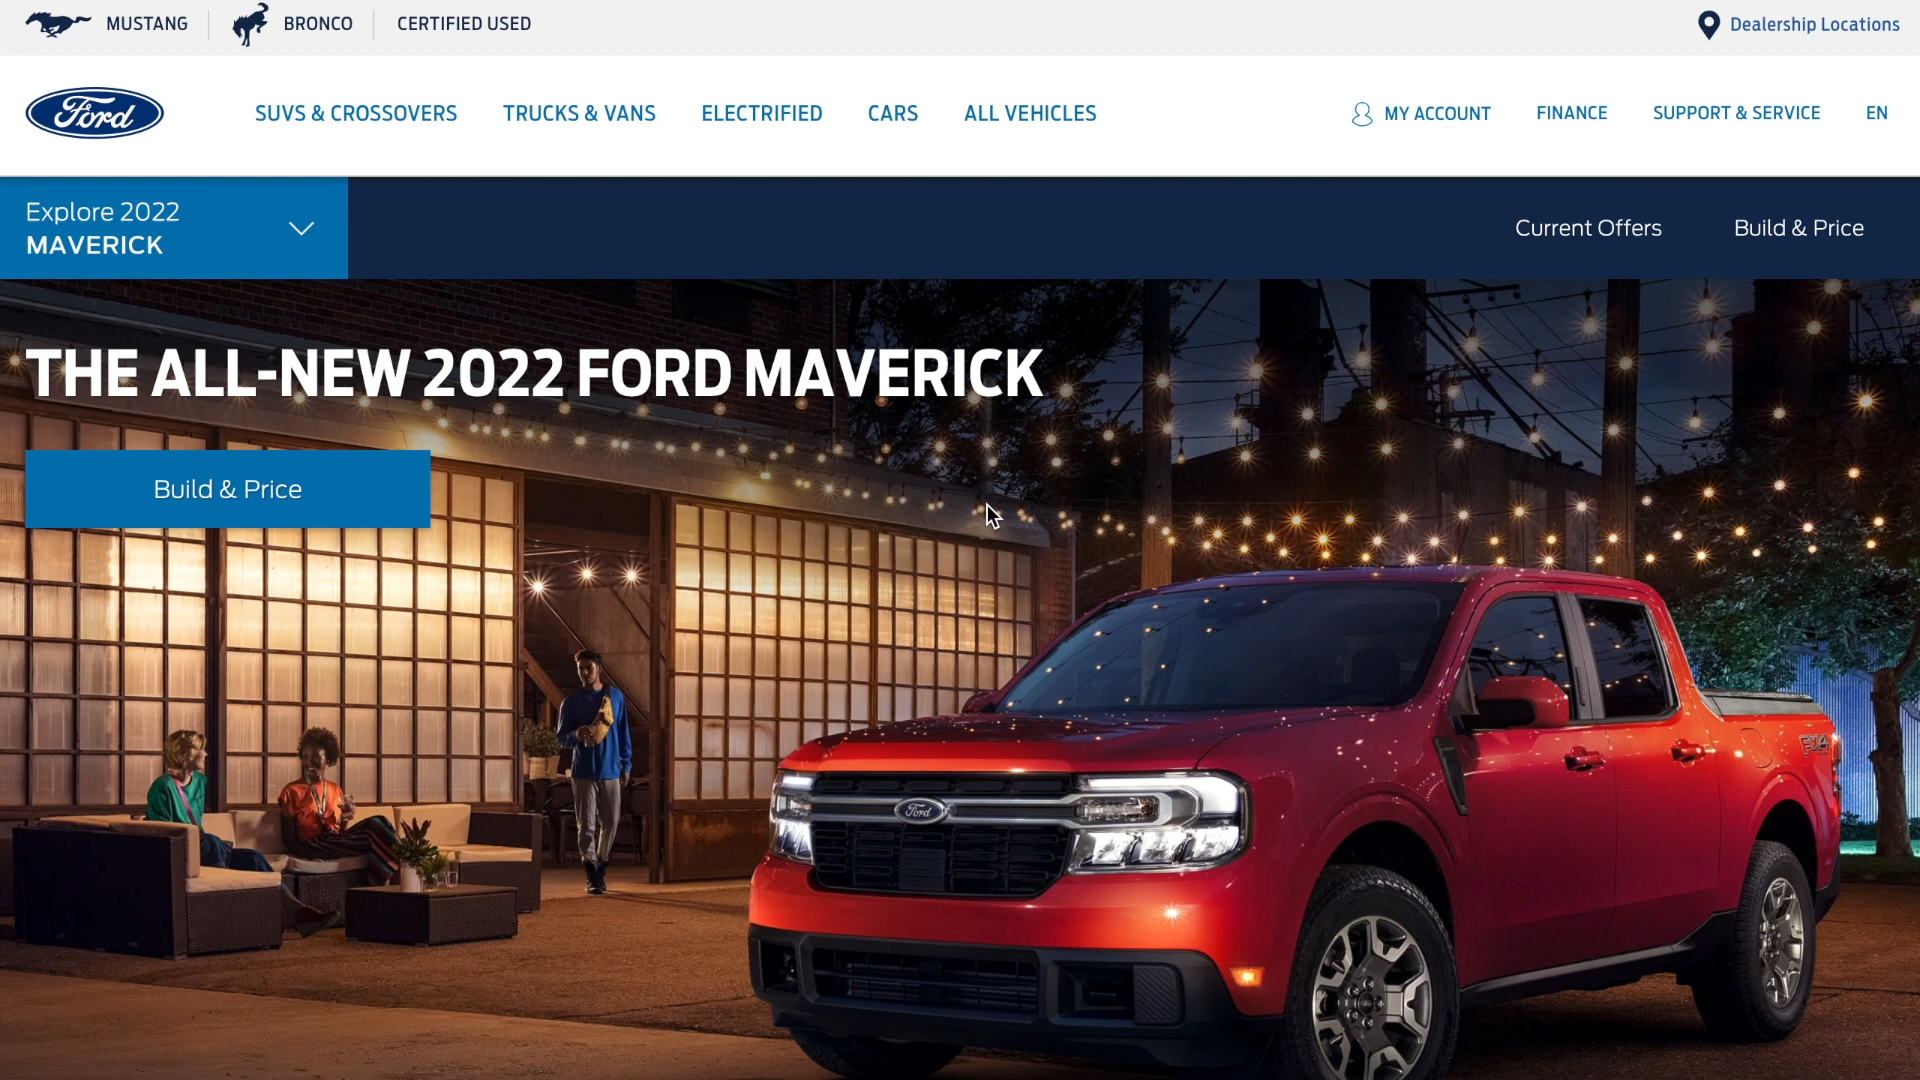 MUSTANG
BRONCO
CERTIFIED USED
Dealership Locations
Ford
SUVS & CROSSOVERS
TRUCKS & VANS
ELECTRIFIED
CARS
ALL VEHICLES
MY ACCOUNT
FINANCE
SUPPORT & SERVICE
EN
Explore 2022
MAVERICK
Current Offers
Build & Price
THE ALL-NEW 2022 FORD MAVERICK
Build & Price
Ford
FX4